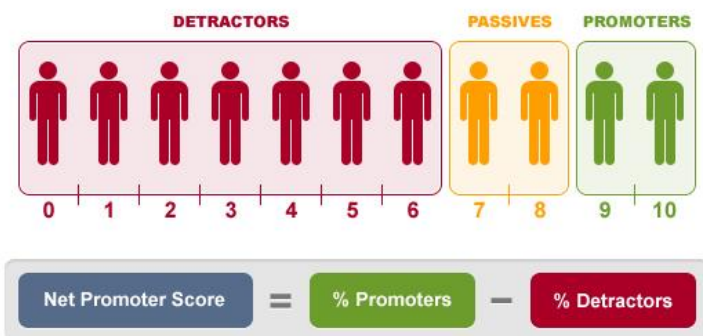 DETRACTORS PASSIVES PROMOTERS
0 1 2 3 4 5 6 7 8 9 10
Net Promoter Score = % Promoters − % Detractors